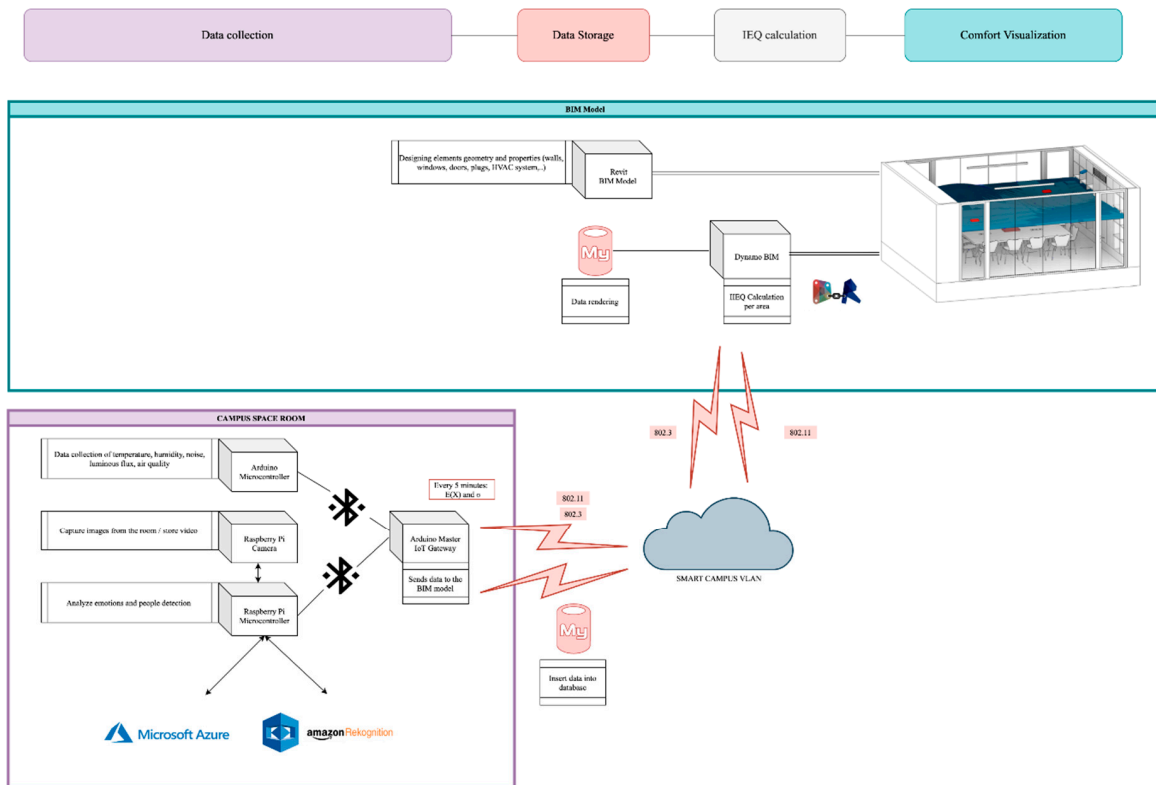 Data collection
Data Storage
IEQ calculation
Comfort Visualization
BIM Model
Designing elements geometry and properties (walls,
windows, doors, plugs, HVAC system,..)
Revit
BIM Model
My
Data rendering
Dynamo BIM
IIEQ Calculation
per area
802.3
802.11
CAMPUS SPACE ROOM
Data collection of temperature, humidity, noise,
luminous flux, air quality
Arduino
Microcontroller
Every 5 minutes:
E(X) and σ
Capture images from the room / store video
Raspberry Pi
Camera
Arduino Master
IoT Gateway
Sends data to the
BIM model
Analyze emotions and people detection
Raspberry Pi
Microcontroller
802.11
802.3
SMART CAMPUS VLAN
My
Insert data into
database
Microsoft Azure
amazon Rekognition